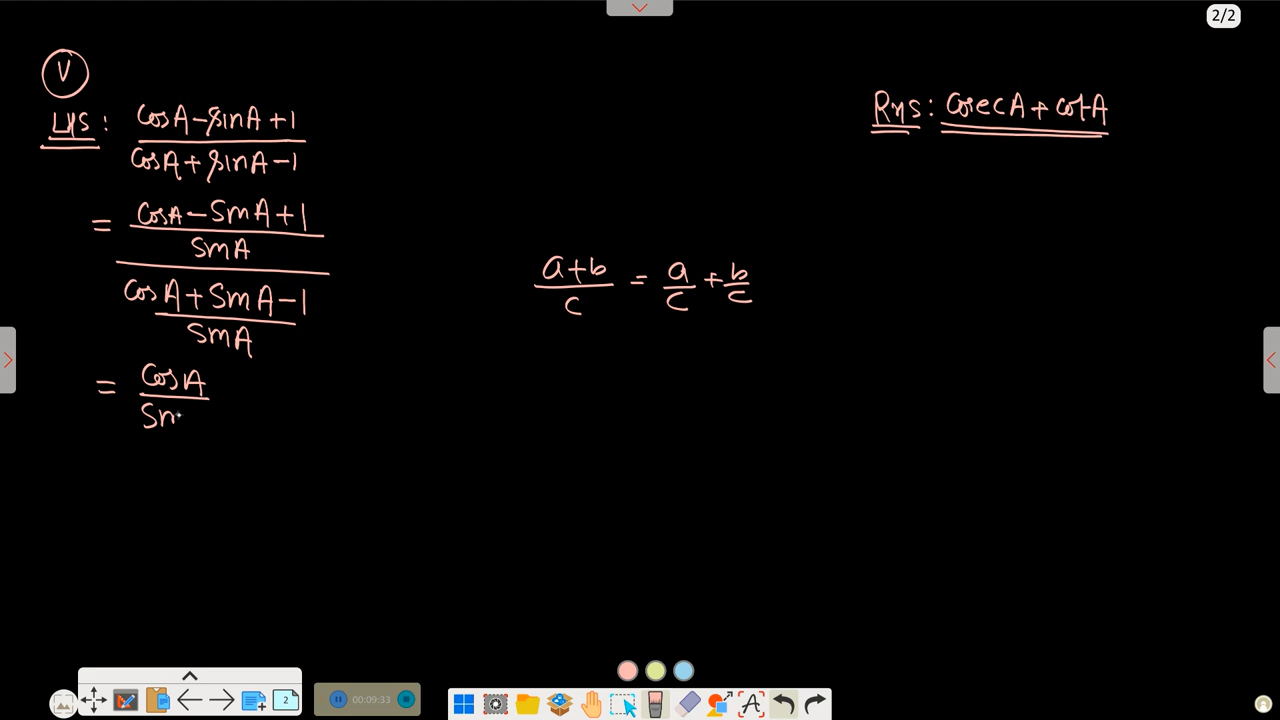 2/2
V
LHS: CosA-SinA+1
CosA+SinA-1
RHS: CosecA+cotA
= CosA-SinA+1
SinA
CosA+SinA-1
SinA
a+b = a + b
c c c
= CosA
Sin
2
00:09:33